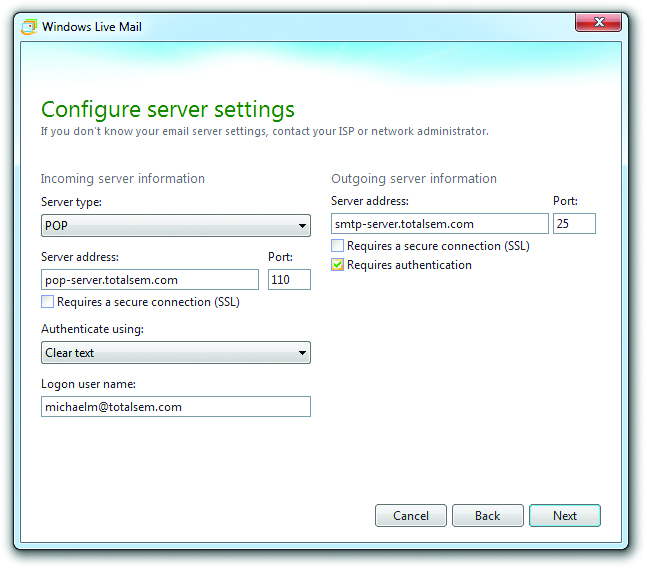 Windows Live Mail
Configure server settings
If you don't know your email server settings, contact your ISP or network administrator.
Incoming server information
Server type:
POP
Server address: Port:
pop-server.totalsem.com 110
Requires a secure connection (SSL)
Authenticate using:
Clear text
Logon user name:
michaelm@totalsem.com
Outgoing server information
Server address: Port:
smtp-server.totalsem.com 25
Requires a secure connection (SSL)
Requires authentication
Cancel Back Next